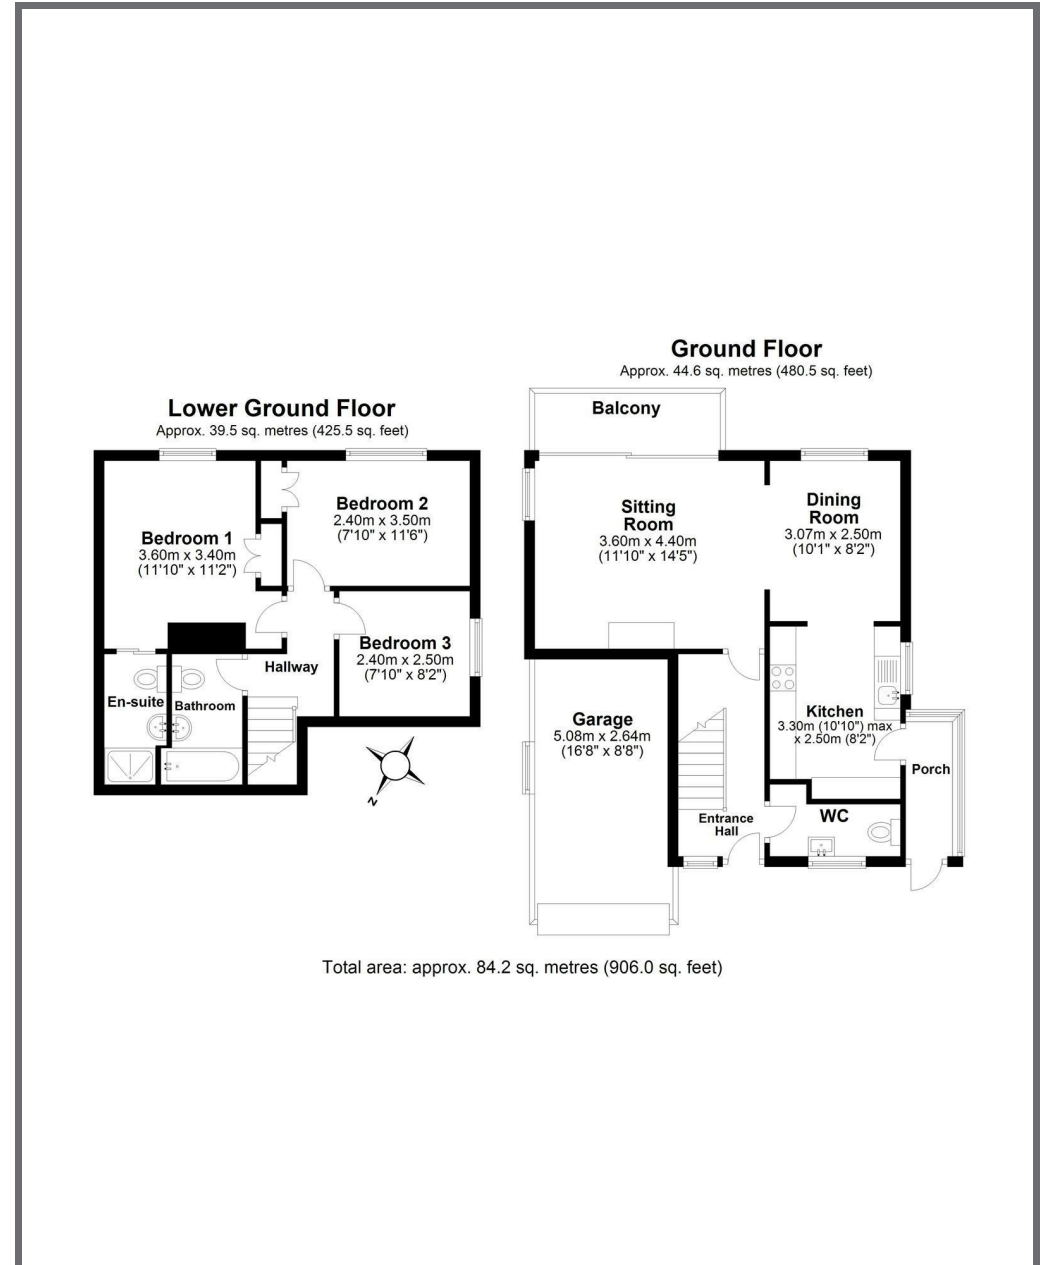 Lower Ground Floor
Approx. 39.5 sq. metres (425.5 sq. feet)
Bedroom 1
3.60m x 3.40m
(11'10" x 11'2")
Bedroom 2
2.40m x 3.50m
(7'10" x 11'6")
Bedroom 3
2.40m x 2.50m
(7'10" x 8'2")
Hallway
En-suite
Bathroom
N
Ground Floor
Approx. 44.6 sq. metres (480.5 sq. feet)
Balcony
Sitting
Room
3.60m x 4.40m
(11'10" x 14'5")
Dining
Room
3.07m x 2.50m
(10'1" x 8'2")
Garage
5.08m x 2.64m
(16'8" x 8'8")
Kitchen
3.30m (10'10") max
x 2.50m (8'2")
Porch
Entrance
Hall
WC
Total area: approx. 84.2 sq. metres (906.0 sq. feet)